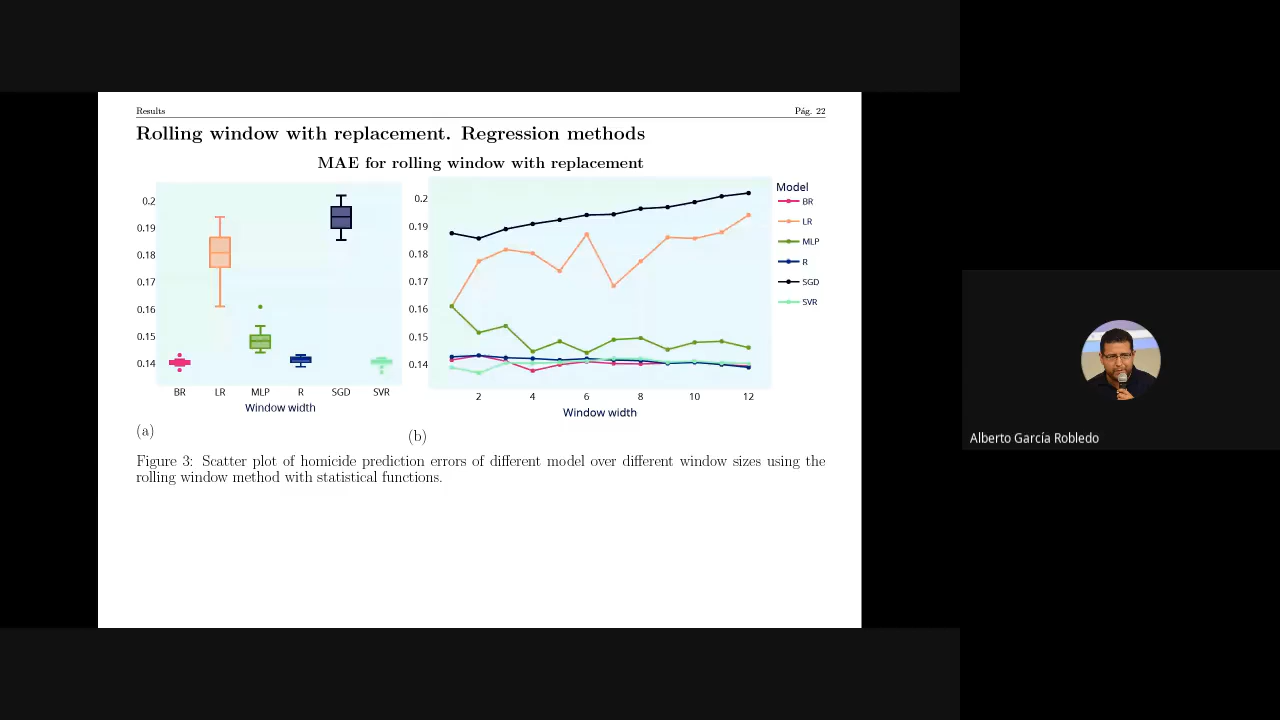 Results Pág. 22
Rolling window with replacement. Regression methods
MAE for rolling window with replacement
0.2
0.19
0.18
0.17
0.16
0.15
0.14
BR LR MLP R SGD SVR
Window width
(a)
0.2
0.19
0.18
0.17
0.16
0.15
0.14
2 4 6 8 10 12
Window width
(b)
Model
BR
LR
MLP
R
SGD
SVR
Figure 3: Scatter plot of homicide prediction errors of different model over different window sizes using the
rolling window method with statistical functions.
Alberto García Robledo